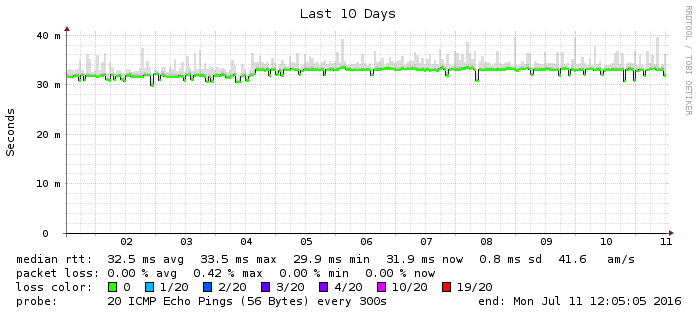 Last 10 Days
RRDTOOL / TOBI OETIKER
Seconds
40 m
30 m
20 m
10 m
0
02 03 04 05 06 07 08 09 10 11
median rtt: 32.5 ms avg 33.5 ms max 29.9 ms min 31.9 ms now 0.8 ms sd 41.6 am/s
packet loss: 0.00 % avg 0.42 % max 0.00 % min 0.00 % now
loss color: 0 1/20 2/20 3/20 4/20 10/20 19/20
probe: 20 ICMP Echo Pings (56 Bytes) every 300s end: Mon Jul 11 12:05:05 2016